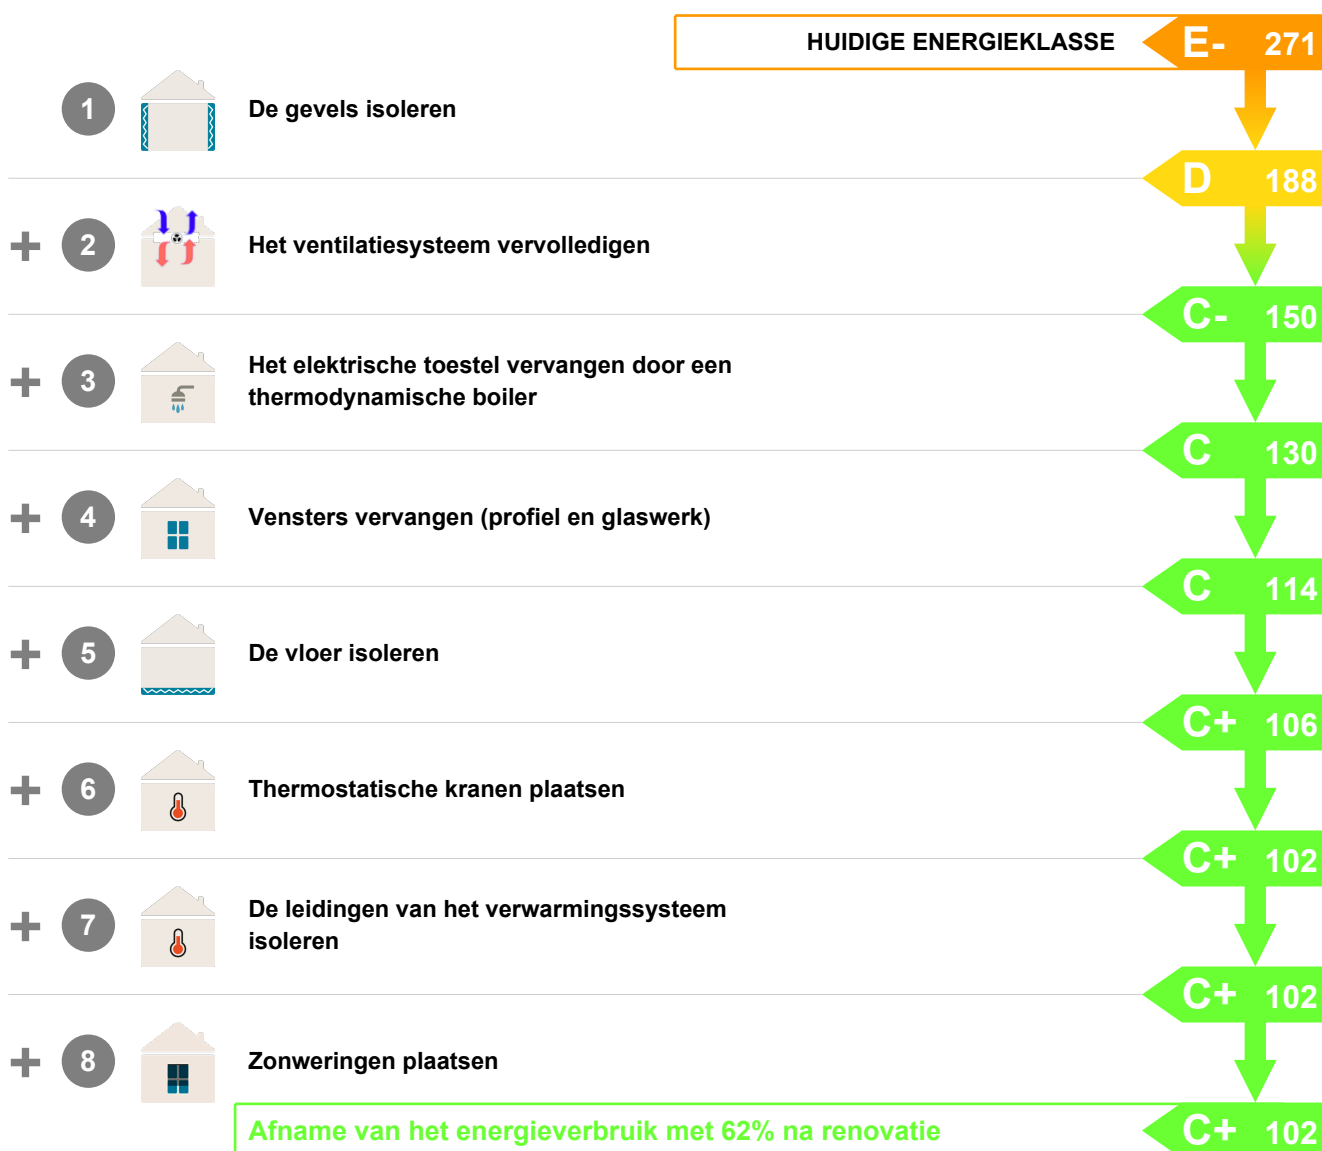 HUIDIGE ENERGIEKLASSE E- 271
1 De gevels isoleren
D 188
+ 2 Het ventilatiesysteem vervolledigen
C- 150
+ 3 Het elektrische toestel vervangen door een
thermodynamische boiler
C 130
+ 4 Vensters vervangen (profiel en glaswerk)
C 114
+ 5 De vloer isoleren
C+ 106
+ 6 Thermostatische kranen plaatsen
C+ 102
+ 7 De leidingen van het verwarmingssysteem
isoleren
C+ 102
+ 8 Zonweringen plaatsen
Afname van het energieverbruik met 62% na renovatie C+ 102